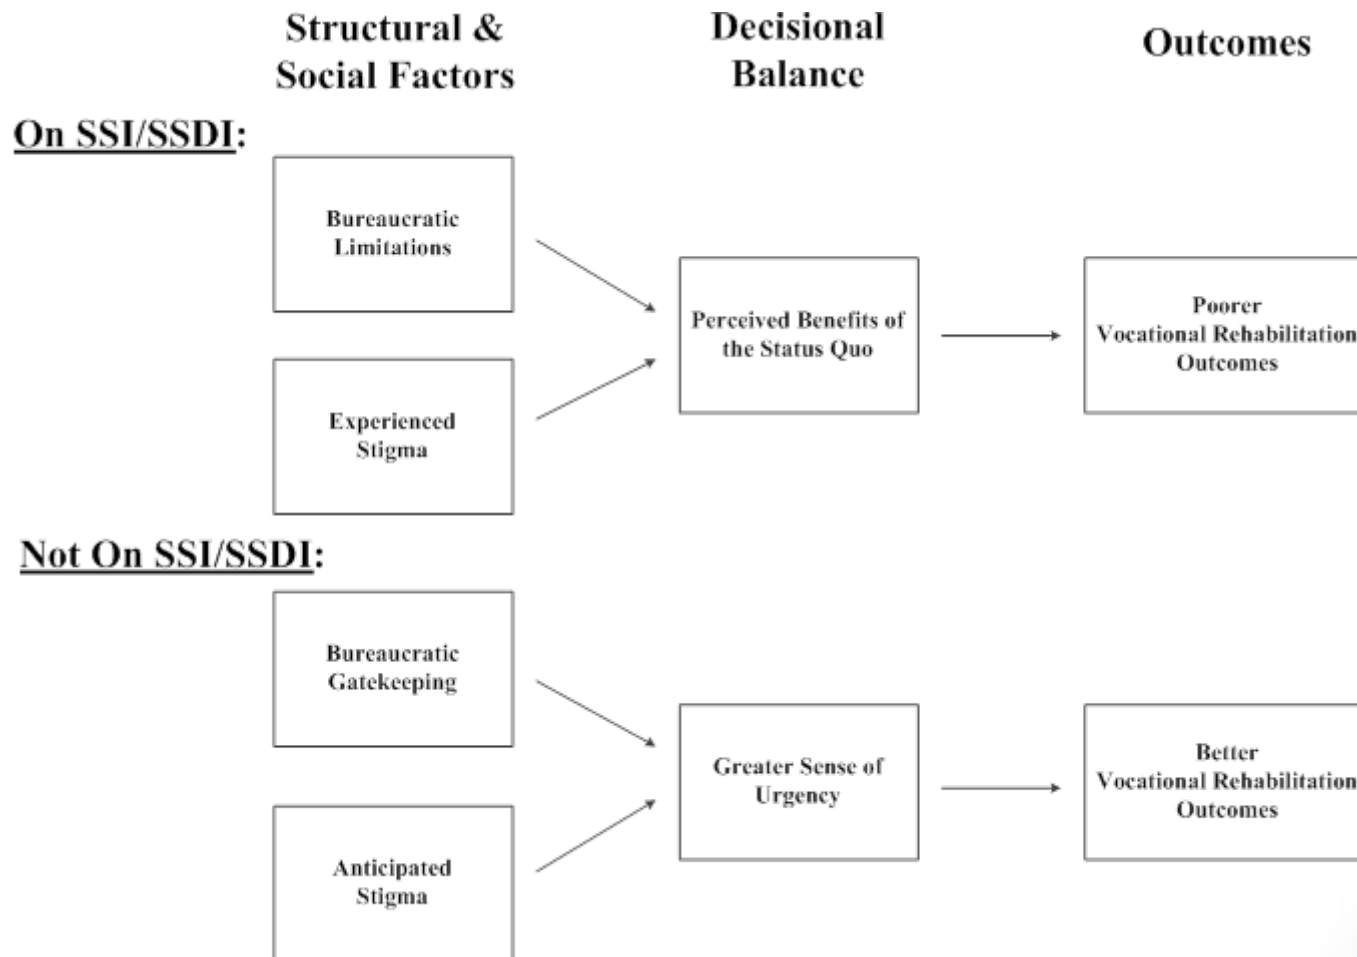 Structural &
Social Factors
Decisional
Balance
Outcomes
On SSI/SSDI:
Bureaucratic
Limitations
Experienced
Stigma
Perceived Benefits of
the Status Quo
Poorer
Vocational Rehabilitation
Outcomes
Not On SSI/SSDI:
Bureaucratic
Gatekeeping
Anticipated
Stigma
Greater Sense of
Urgency
Better
Vocational Rehabilitation
Outcomes